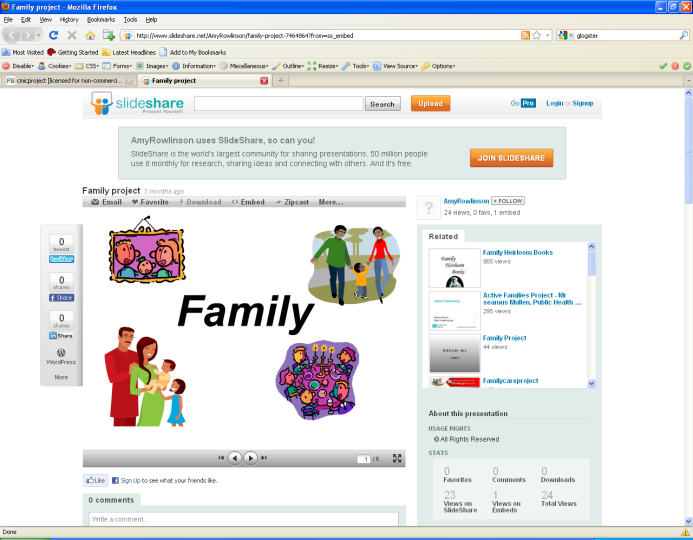 Family project - Mozilla Firefox
File Edit View History Bookmarks Tools Help
http://www.slideshare.net/AmyRowlinson/family-project-7464864?from=ss_embed
glogster
Most Visited Getting Started Latest Headlines Add to My Bookmarks
Disable Cookies CSS Forms Images Information Miscellaneous Outline Resize Tools View Source Options
cmicproject [licensed for non-commerci...
Family project
slideshare
Present Yourself
Search
Upload
Go Pro
Login or Signup
AmyRowlinson uses SlideShare, so can you!
SlideShare is the world's largest community for sharing presentations. 50 million people
use it monthly for research, sharing ideas and connecting with others. And it's free.
JOIN SLIDESHARE
Family project 3 months ago
Email Favorite Download Embed Zipcast More...
AmyRowlinson + FOLLOW
24 views, 0 favs, 1 embed
0
tweets
0
shares
Share
0
shares
in Share
WordPress
More
Family
1 / 6
Related
Family Heirloom Books
965 views
Family
Heirloom
Books
Active Families Project - Mr
seamus Mullen, Public Health ...
295 views
Family Project
44 views
Familycareproject
About this presentation
USAGE RIGHTS
© All Rights Reserved
STATS
0
Favorites
0
Comments
0
Downloads
23
Views on
SlideShare
1
Views on
Embeds
24
Total Views
Like
Sign Up to see what your friends like.
0 comments
Write a comment...
Done